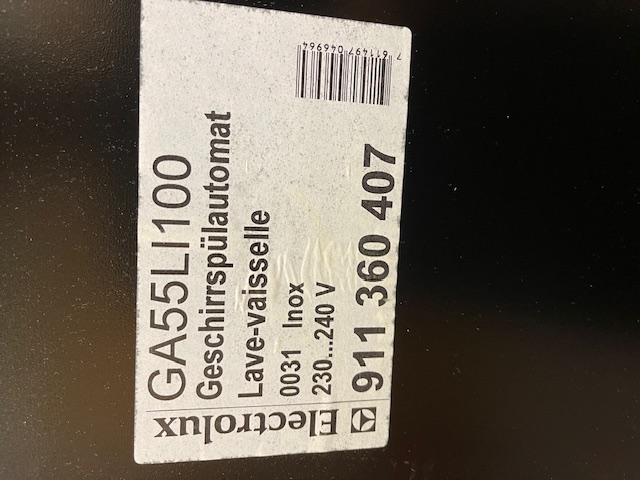 Electrolux
GA55LI100
Geschirrspülautomat
Lave-vaisselle
0031 Inox
230...240 V
911 360 407
7 611497 046964